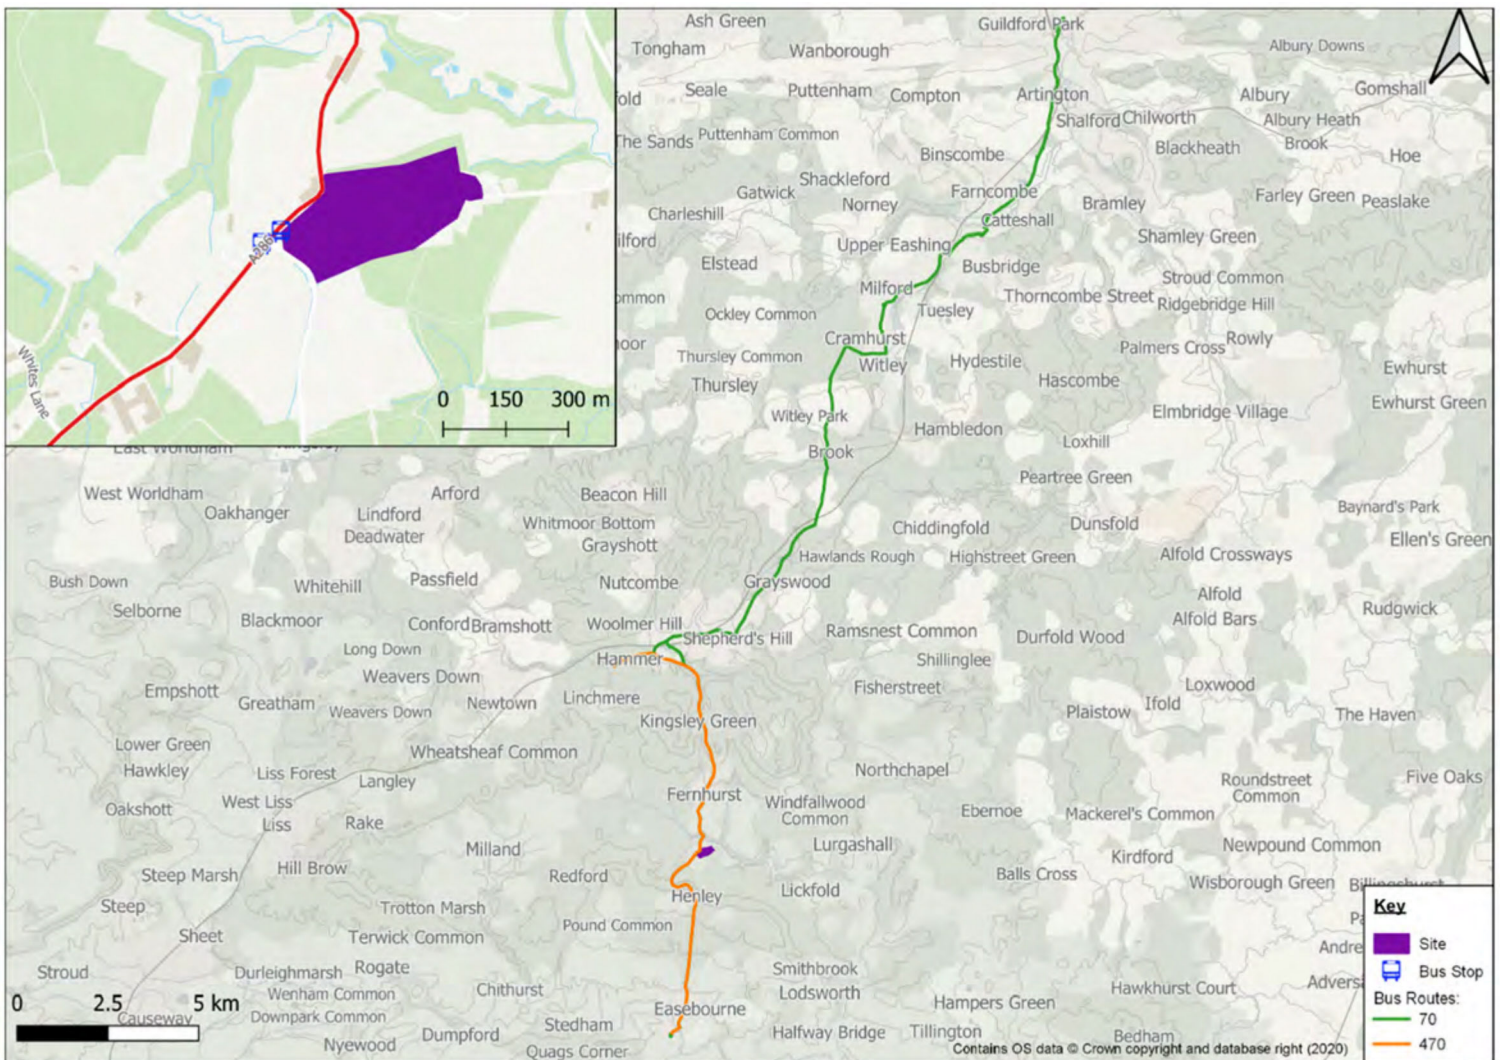 Ash Green
Guildford Park
Tongham
Wanborough
Albury Downs
Seale
Puttenham
Compton
Artington
Albury
Gomshall
Shalford
Chilworth
Albury Heath
The Sands
Puttenham Common
Brook
Binscombe
Blackheath
Hoe
Shackleford
Gatwick
Norney
Farncombe
Bramley
Farley Green
Peaslake
Charleshill
Catteshall
Upper Eashing
Shamley Green
Elstead
Busbridge
Stroud Common
Milford
Thorncombe Street
Ridgebridge Hill
Ockley Common
Tuesley
Cramhurst
Rowly
Palmers Cross
Thursley Common
Witley
Hydestile
Ewhurst
Thursley
Hascombe
Ewhurst Green
Witley Park
Elmbridge Village
Hambledon
Loxhill
Brook
A286
Whites Lane
0 150 300 m
East Worldham
Peartree Green
West Worldham
Arford
Beacon Hill
Oakhanger
Lindford
Deadwater
Whitmoor Bottom
Grayshott
Chiddingfold
Dunsfold
Baynard's Park
Ellen's Green
Hawlands Rough
Highstreet Green
Alfold Crossways
Bush Down
Whitehill
Passfield
Nutcombe
Grayswood
Alfold
Alfold Bars
Rudgwick
Selborne
Blackmoor
Conford
Bramshott
Woolmer Hill
Shepherd's Hill
Ramsnest Common
Durfold Wood
Long Down
Hammer
Shillinglee
Weavers Down
Empshott
Greatham
Weavers Down
Newtown
Linchmere
Fisherstreet
Loxwood
Plaistow
Ifold
The Haven
Kingsley Green
Lower Green
Hawkley
Wheatsheaf Common
Liss Forest
Langley
Northchapel
Roundstreet
Common
Five Oaks
Oakshott
West Liss
Liss
Rake
Fernhurst
Windfallwood
Common
Ebernoe
Mackerel's Common
Milland
Lurgashall
Newpound Common
Kirdford
Steep Marsh
Hill Brow
Redford
Balls Cross
Wisborough Green
Billingshurst
Henley
Lickfold
Steep
Trotton Marsh
Pound Common
Sheet
Terwick Common
Stroud
Durleighmarsh
Rogate
Smithbrook
Lodsworth
Wenham Common
Chithurst
Hampers Green
Hawkhurst Court
Causeway
Downpark Common
Easebourne
Nyewood
Dumpford
Stedham
Halfway Bridge
Tillington
Bedham
Quags Corner
0 2.5 5 km
Key
Site
Bus Stop
Bus Routes:
70
470
Contains OS data © Crown copyright and database right (2020)